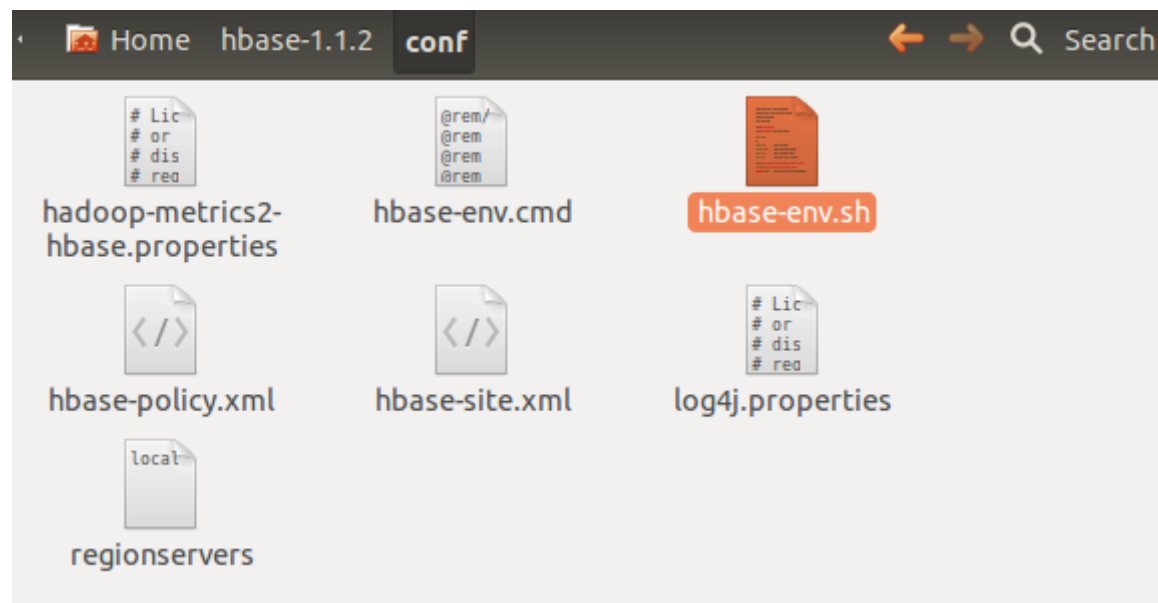 Home hbase-1.1.2 conf Search
# Lic
# or
# dis
# req
@rem/
@rem
@rem
@rem
hadoop-metrics2-
hbase.properties
hbase-env.cmd
hbase-env.sh
</>
</>
# Lic
# or
# dis
# req
hbase-policy.xml
hbase-site.xml
log4j.properties
local
regionservers